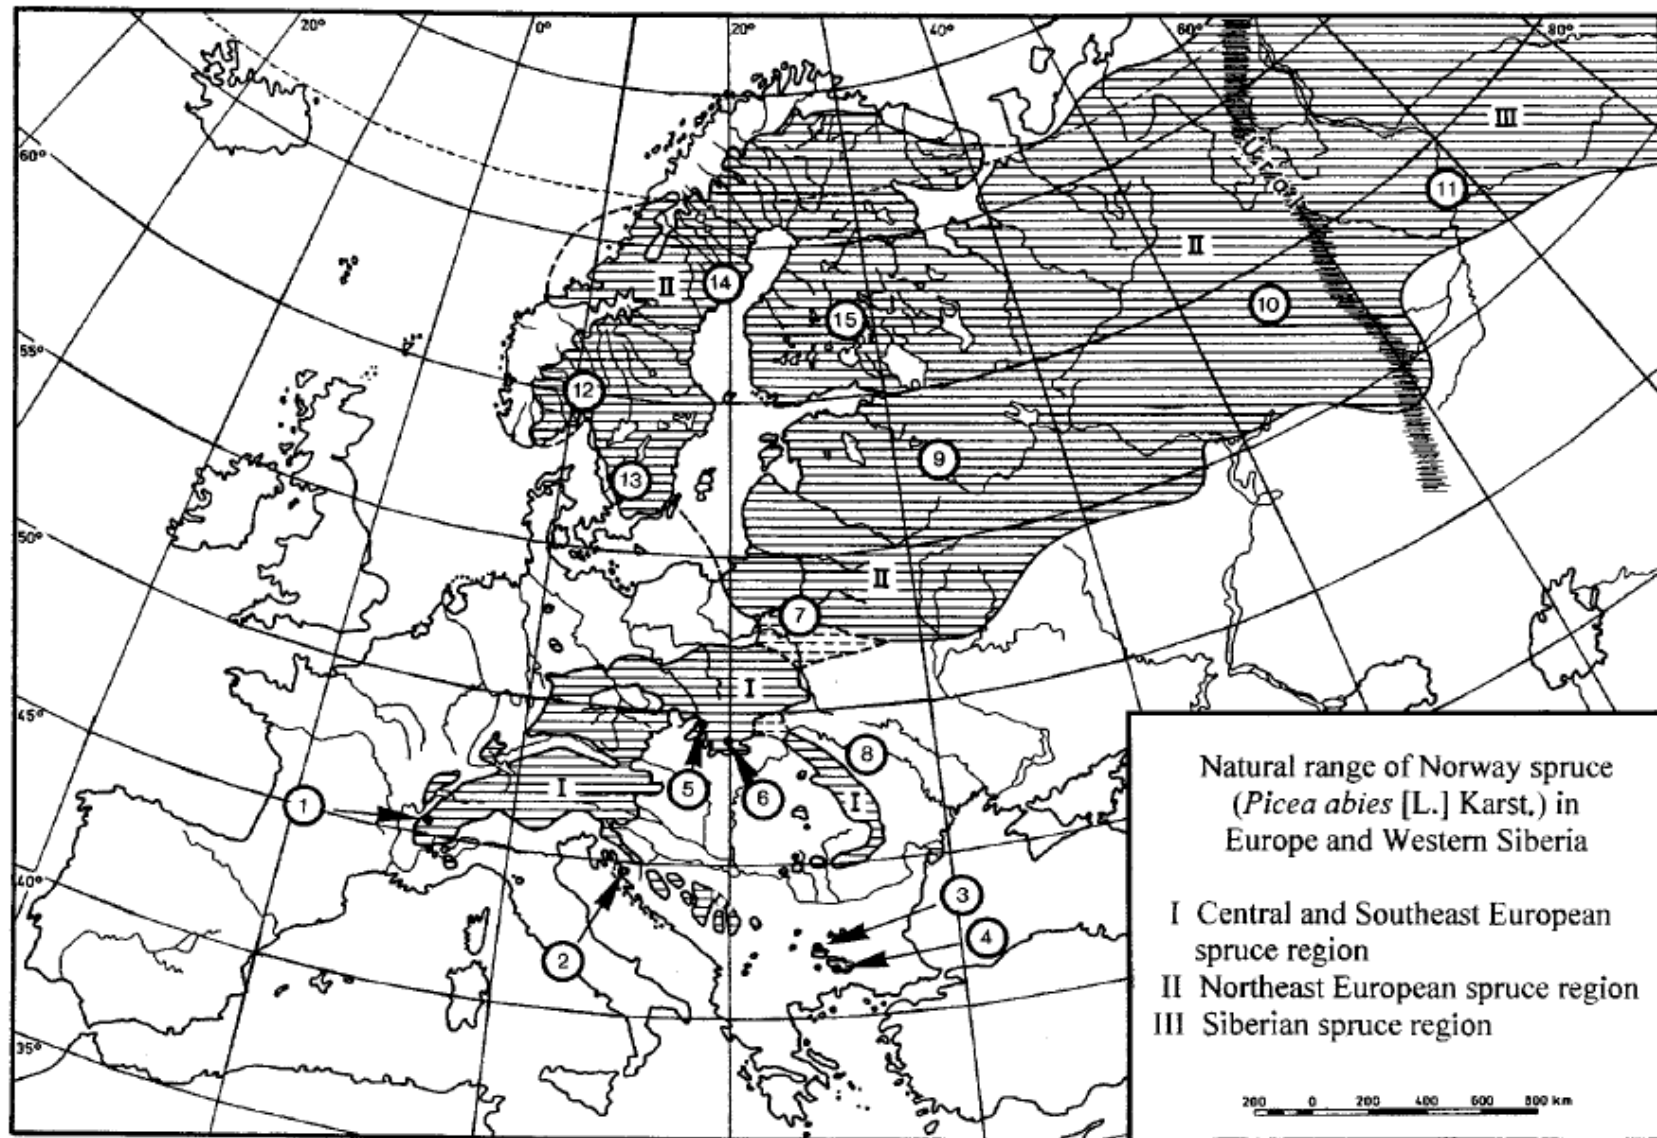 20° 0° 20° 40° 60° 80°
60°
55°
50°
45°
40°
35°
III
Ural
11
II
10
II
14
15
12
9
13
II
7
I
8
5
6
I
I
1
3
4
2
Natural range of Norway spruce
(Picea abies [L.] Karst.) in
Europe and Western Siberia
I Central and Southeast European
spruce region
II Northeast European spruce region
III Siberian spruce region
200 0 200 400 600 800 km